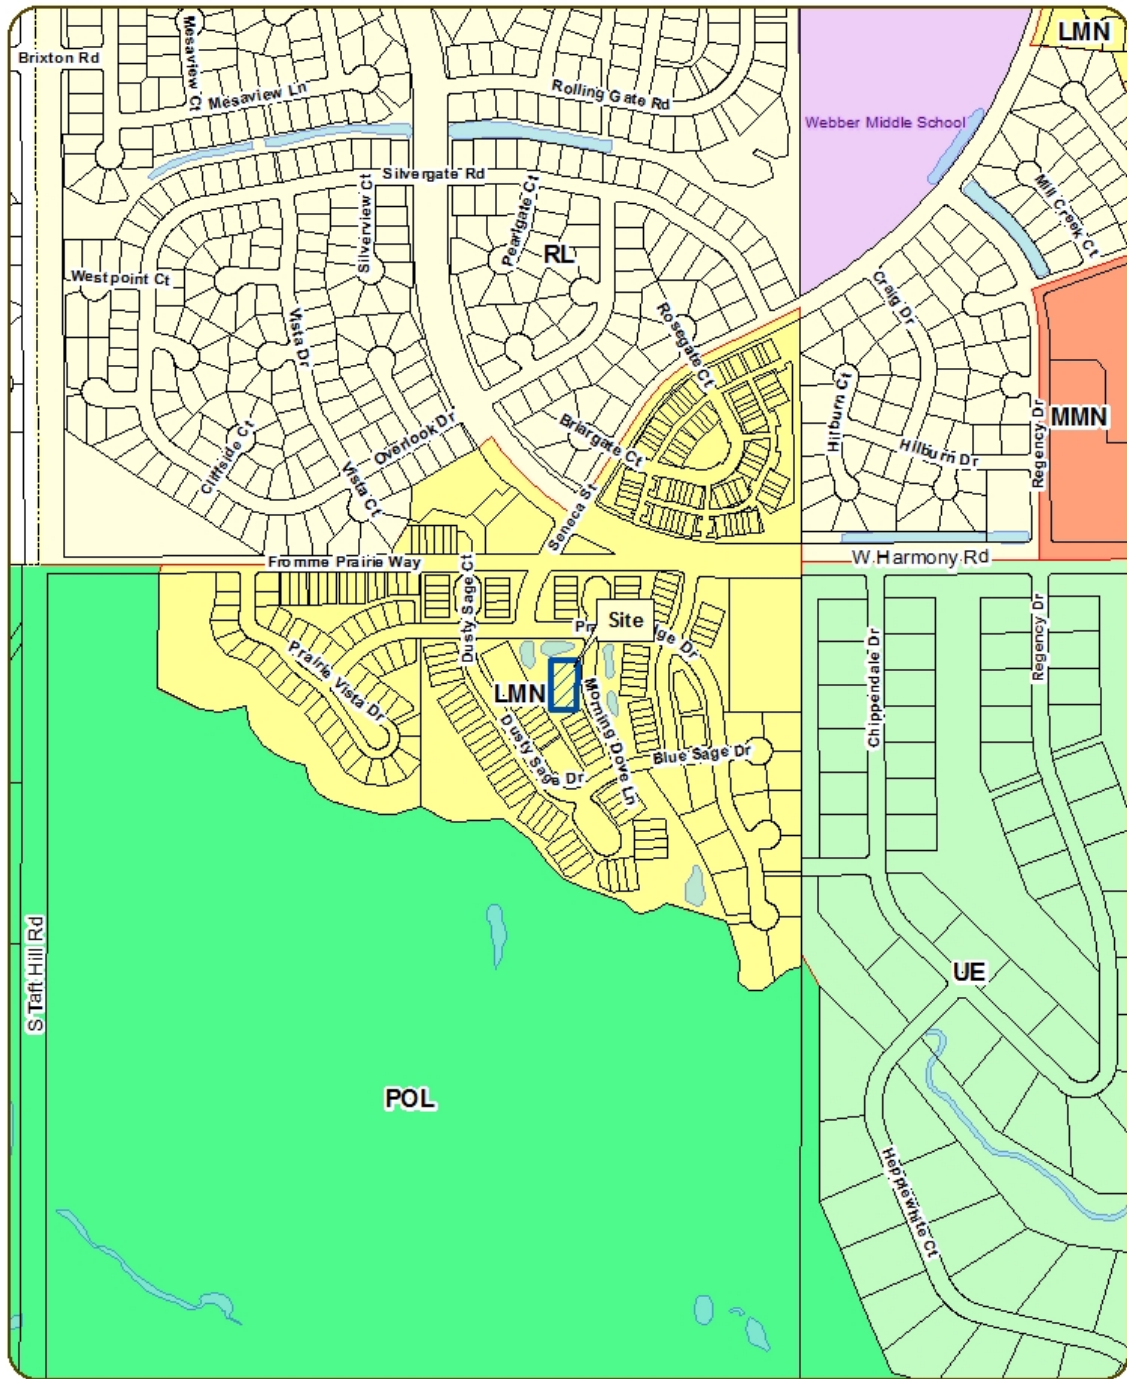 LMN
Brixton Rd
Mesaview Ct
Mesaview Ln
Rolling Gate Rd
Webber Middle School
Silvergate Rd
Silverview Ct
Pearlgate Ct
Mill Creek Ct
RL
Westpoint Ct
Craig Dr
Vista Dr
Rosegate Ct
Hilburn Ct
Regency Dr
MMN
Overlook Dr
Briargate Ct
Cliffside Ct
Hilburn Dr
Vista Ct
Seneca St
W Harmony Rd
Fromme Prairie Way
Dusty Sage Ct
Site
Pr dge Dr
Regency Dr
Chippendale Dr
Prairie Vista Dr
LMN
Morning Dove Ln
Dusty Sage Dr
Blue Sage Dr
S Taft Hill Rd
UE
POL
Hepplewhite Ct